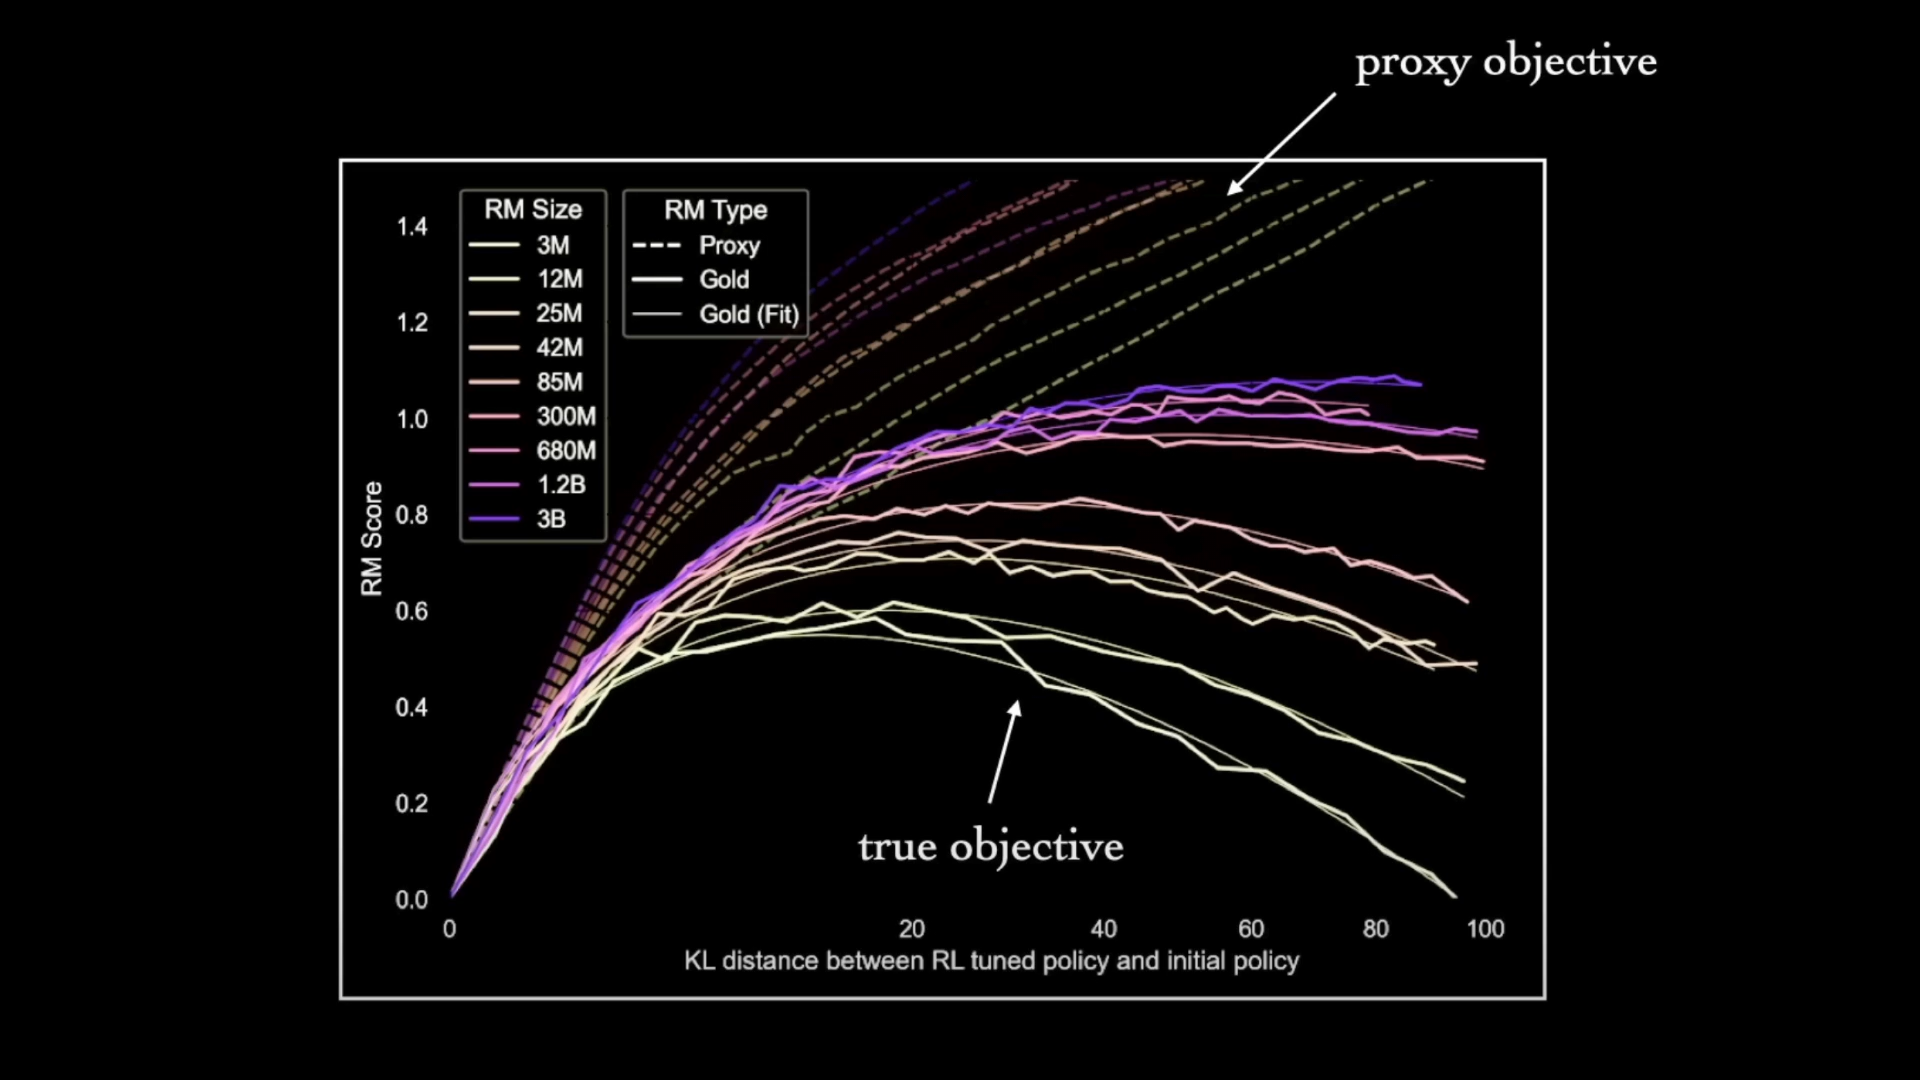 proxy objective
RM Size
3M
12M
25M
42M
85M
300M
680M
1.2B
3B
RM Type
Proxy
Gold
Gold (Fit)
RM Score
1.4
1.2
1.0
0.8
0.6
0.4
0.2
0.0
true objective
0 20 40 60 80 100
KL distance between RL tuned policy and initial policy